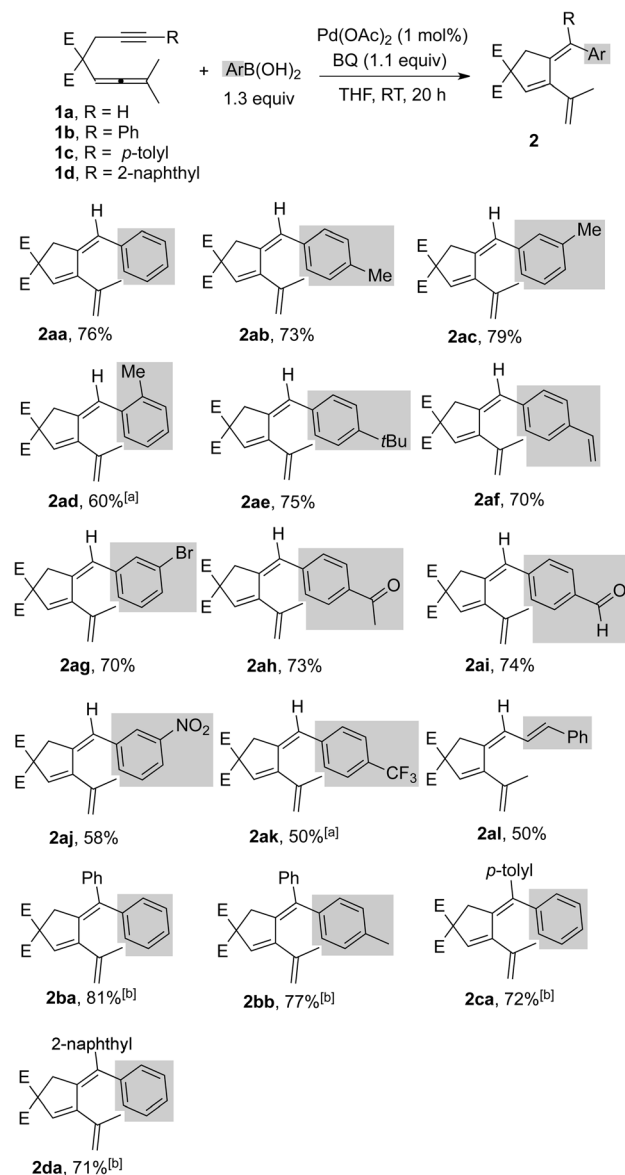 R
E
E
1a, R = H
1b, R = Ph
1c, R = p-tolyl
1d, R = 2-naphthyl
+
ArB(OH)2
1.3 equiv
Pd(OAc)2 (1 mol%)
BQ (1.1 equiv)
THF, RT, 20 h
R
Ar
E
E
2
H
E
E
2aa, 76%
H
E
E
Me
2ab, 73%
H
E
E
Me
2ac, 79%
H
Me
E
E
2ad, 60%[a]
H
E
E
tBu
2ae, 75%
H
E
E
2af, 70%
H
Br
E
E
2ag, 70%
H
E
E
O
2ah, 73%
H
E
E
O
H
2ai, 74%
H
NO2
E
E
2aj, 58%
H
E
E
CF3
2ak, 50%[a]
H
Ph
E
E
2al, 50%
Ph
E
E
2ba, 81%[b]
Ph
E
E
2bb, 77%[b]
p-tolyl
E
E
2ca, 72%[b]
2-naphthyl
E
E
2da, 71%[b]